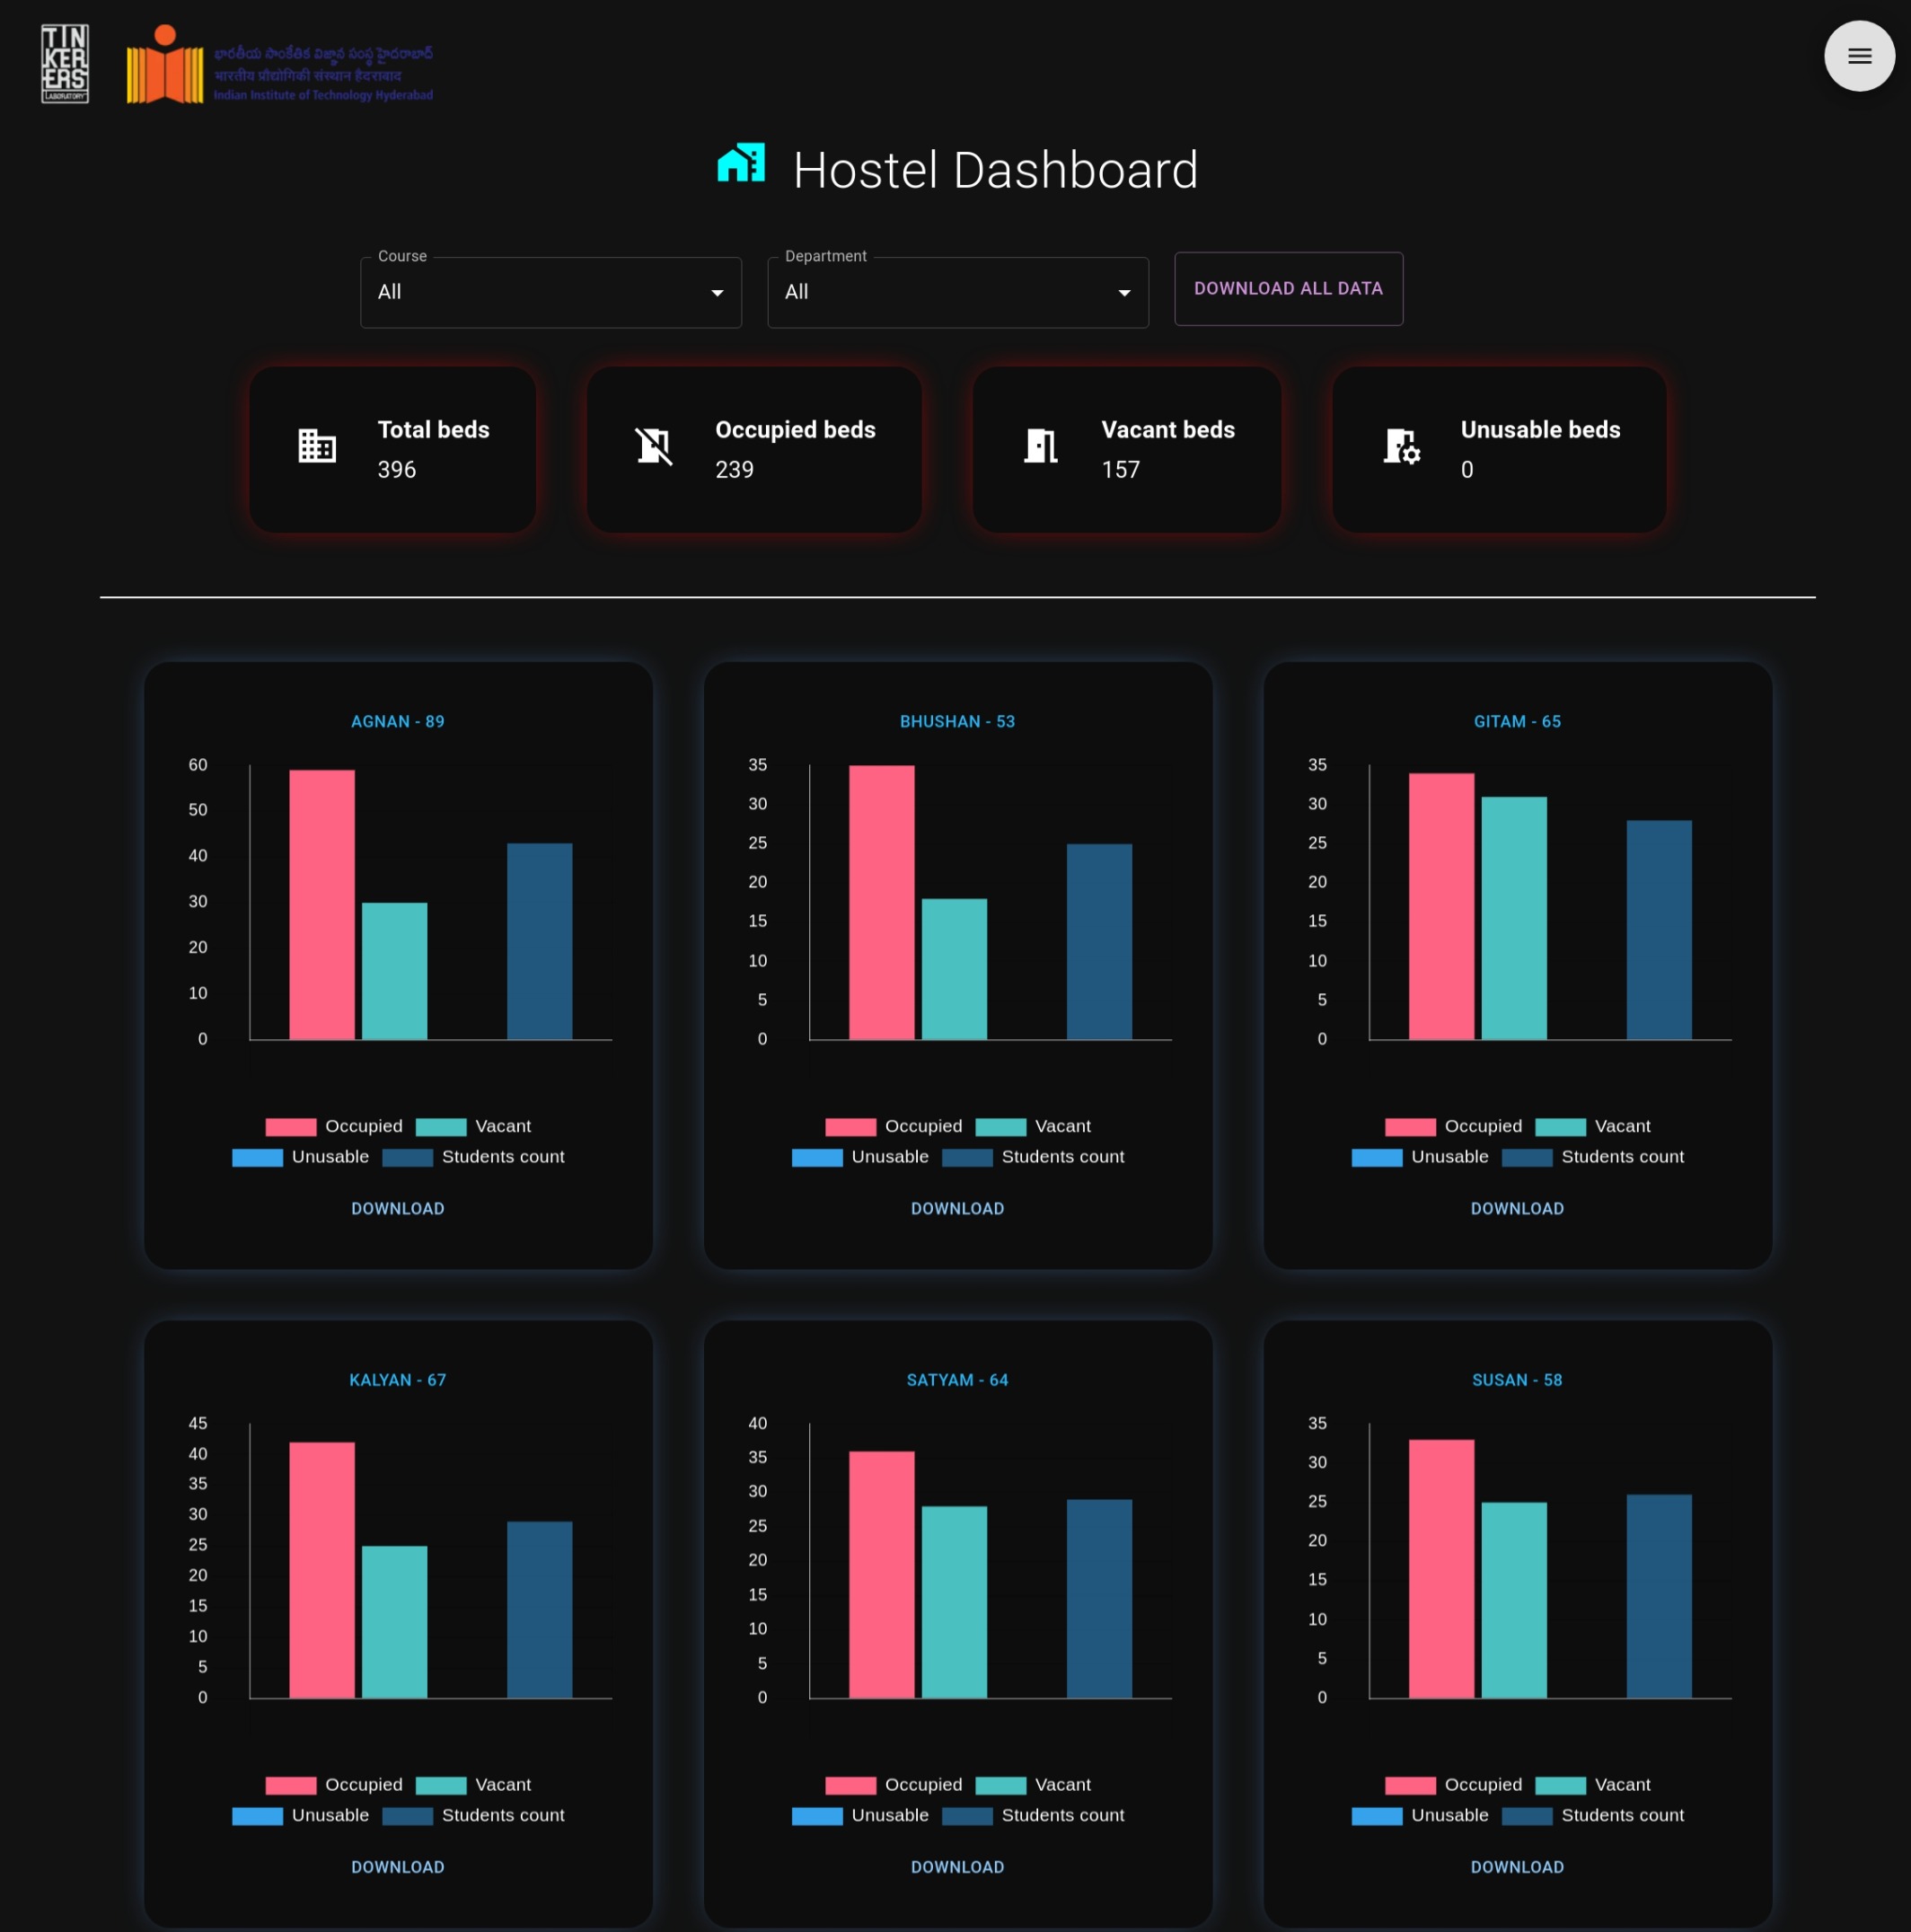 TIN
KER
ERS
LABORATORY
భారతీయ సాంకేతిక విజ్ఞాన సంస్థ హైదరాబాద్
भारतीय प्रौद्योगिकी संस्थान हैदराबाद
Indian Institute of Technology Hyderabad
Hostel Dashboard
Course
All
Department
All
DOWNLOAD ALL DATA
Total beds
396
Occupied beds
239
Vacant beds
157
Unusable beds
0
AGNAN - 89
60
50
40
30
20
10
0
Occupied Vacant
Unusable Students count
DOWNLOAD
BHUSHAN - 53
35
30
25
20
15
10
5
0
Occupied Vacant
Unusable Students count
DOWNLOAD
GITAM - 65
35
30
25
20
15
10
5
0
Occupied Vacant
Unusable Students count
DOWNLOAD
KALYAN - 67
45
40
35
30
25
20
15
10
5
0
Occupied Vacant
Unusable Students count
DOWNLOAD
SATYAM - 64
40
35
30
25
20
15
10
5
0
Occupied Vacant
Unusable Students count
DOWNLOAD
SUSAN - 58
35
30
25
20
15
10
5
0
Occupied Vacant
Unusable Students count
DOWNLOAD